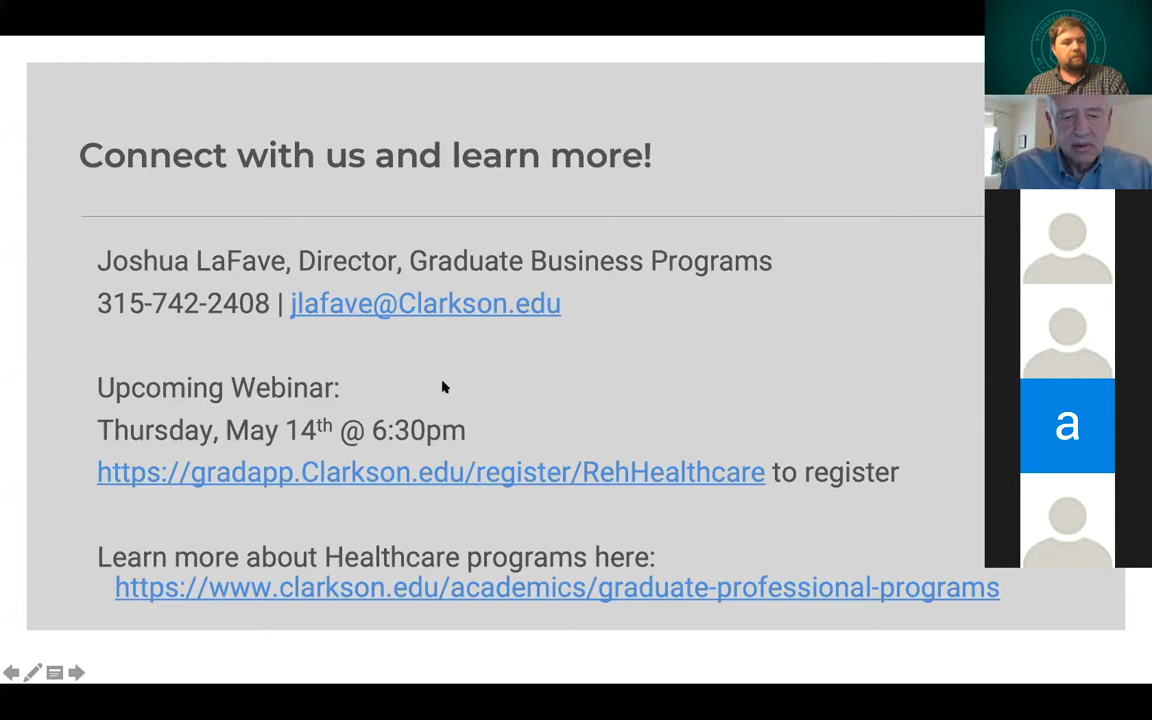 Connect with us and learn more!
Joshua LaFave, Director, Graduate Business Programs
315-742-2408 | jlafave@Clarkson.edu
Upcoming Webinar:
Thursday, May 14th @ 6:30pm
https://gradapp.Clarkson.edu/register/RehHealthcare to register
Learn more about Healthcare programs here:
https://www.clarkson.edu/academics/graduate-professional-programs
a